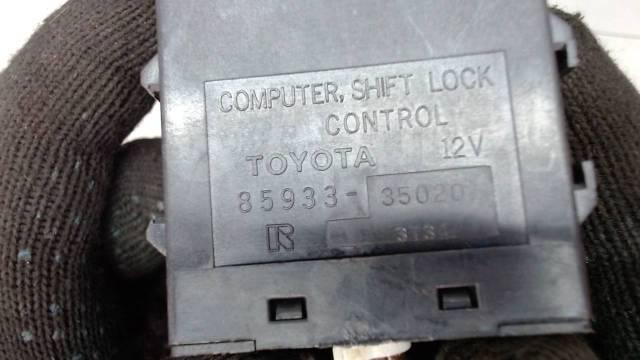 COMPUTER, SHIFT LOCK
CONTROL
TOYOTA 12V
85933-35020
R